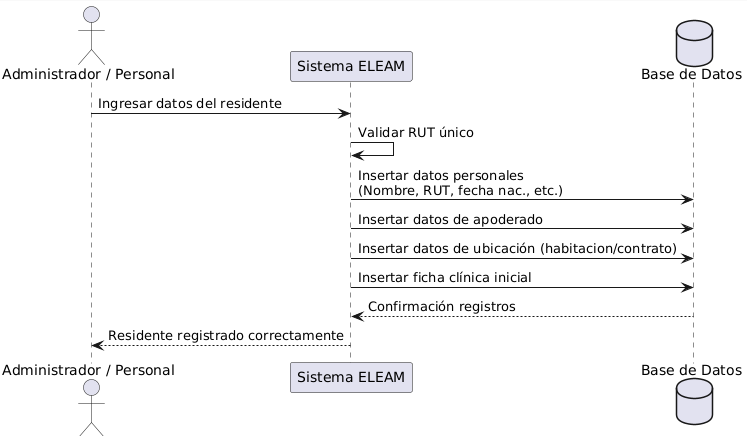 Administrador / Personal
Sistema ELEAM
Base de Datos
Ingresar datos del residente
Validar RUT único
Insertar datos personales
(Nombre, RUT, fecha nac., etc.)
Insertar datos de apoderado
Insertar datos de ubicación (habitacion/contrato)
Insertar ficha clínica inicial
Confirmación registros
Residente registrado correctamente
Administrador / Personal
Sistema ELEAM
Base de Datos